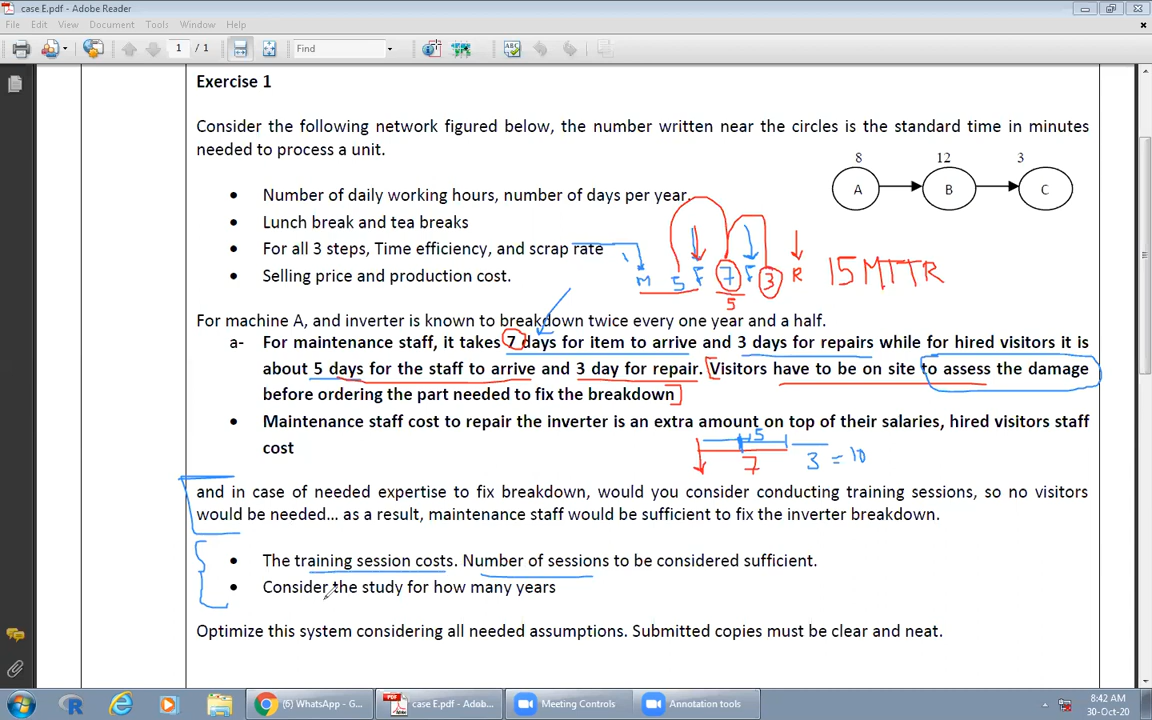 case E.pdf - Adobe Reader
File Edit View Document Tools Window Help
1 / 1 Find
Exercise 1
Consider the following network figured below, the number written near the circles is the standard time in minutes
needed to process a unit.
8 12 3
A B C
• Number of daily working hours, number of days per year.
• Lunch break and tea breaks
• For all 3 steps, Time efficiency, and scrap rate
• Selling price and production cost.
M 5 F 7 F 3 R 15 MTTR
5
For machine A, and inverter is known to breakdown twice every one year and a half.
a- For maintenance staff, it takes 7 days for item to arrive and 3 days for repairs while for hired visitors it is
about 5 days for the staff to arrive and 3 day for repair. Visitors have to be on site to assess the damage
before ordering the part needed to fix the breakdown
• Maintenance staff cost to repair the inverter is an extra amount on top of their salaries, hired visitors staff
cost
5
7 3 = 10
and in case of needed expertise to fix breakdown, would you consider conducting training sessions, so no visitors
would be needed... as a result, maintenance staff would be sufficient to fix the inverter breakdown.
• The training session costs. Number of sessions to be considered sufficient.
• Consider the study for how many years
Optimize this system considering all needed assumptions. Submitted copies must be clear and neat.
(5) WhatsApp - G... case E.pdf - Adob... Meeting Controls Annotation tools
8:42 AM
30-Oct-20